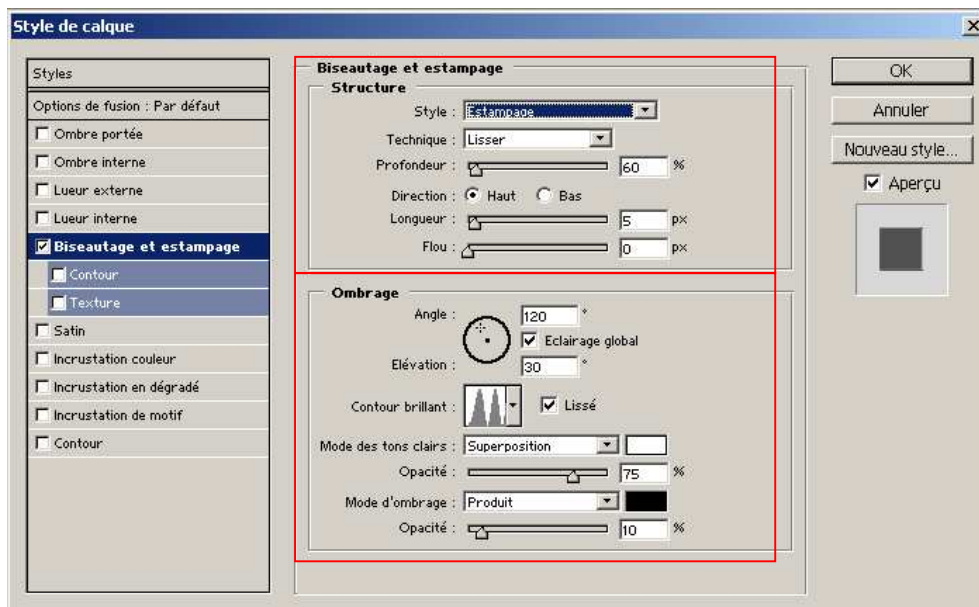 Style de calque
Styles
Options de fusion : Par défaut
Ombre portée
Ombre interne
Lueur externe
Lueur interne
Biseautage et estampage
Contour
Texture
Satin
Incrustation couleur
Incrustation en dégradé
Incrustation de motif
Contour
Biseautage et estampage
Structure
Style : Estampage
Technique : Lisser
Profondeur : 60 %
Direction : Haut Bas
Longueur : 5 px
Flou : 0 px
Ombrage
Angle : 120 °
Eclairage global
Elévation : 30 °
Contour brillant : Lissé
Mode des tons clairs : Superposition
Opacité : 75 %
Mode d'ombrage : Produit
Opacité : 10 %
OK
Annuler
Nouveau style...
Aperçu